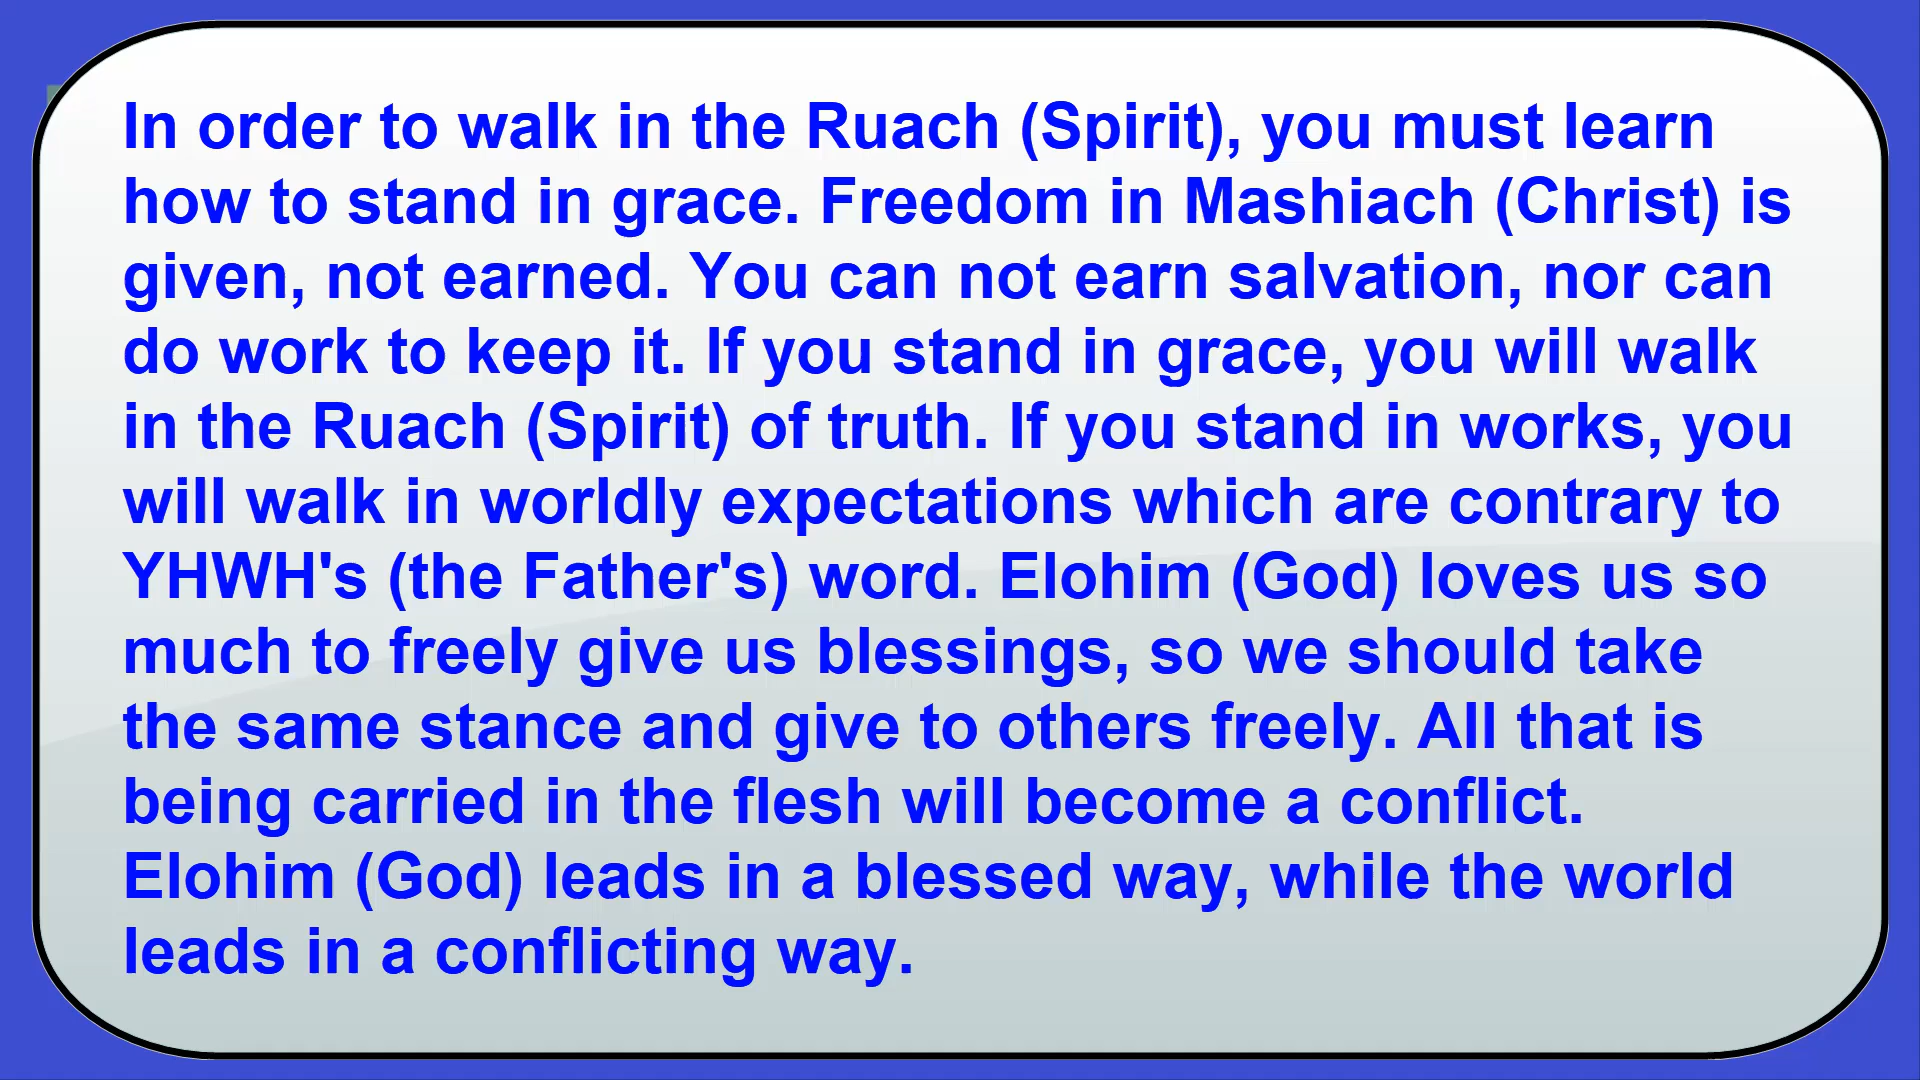 In order to walk in the Ruach (Spirit), you must learn
how to stand in grace. Freedom in Mashiach (Christ) is
given, not earned. You can not earn salvation, nor can
do work to keep it. If you stand in grace, you will walk
in the Ruach (Spirit) of truth. If you stand in works, you
will walk in worldly expectations which are contrary to
YHWH's (the Father's) word. Elohim (God) loves us so
much to freely give us blessings, so we should take
the same stance and give to others freely. All that is
being carried in the flesh will become a conflict.
Elohim (God) leads in a blessed way, while the world
leads in a conflicting way.